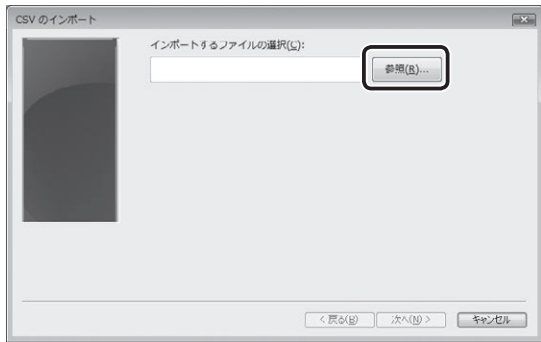 CSV のインポート
インポートするファイルの選択(C):
参照(R)...
< 戻る(B)
次へ(N) >
キャンセル